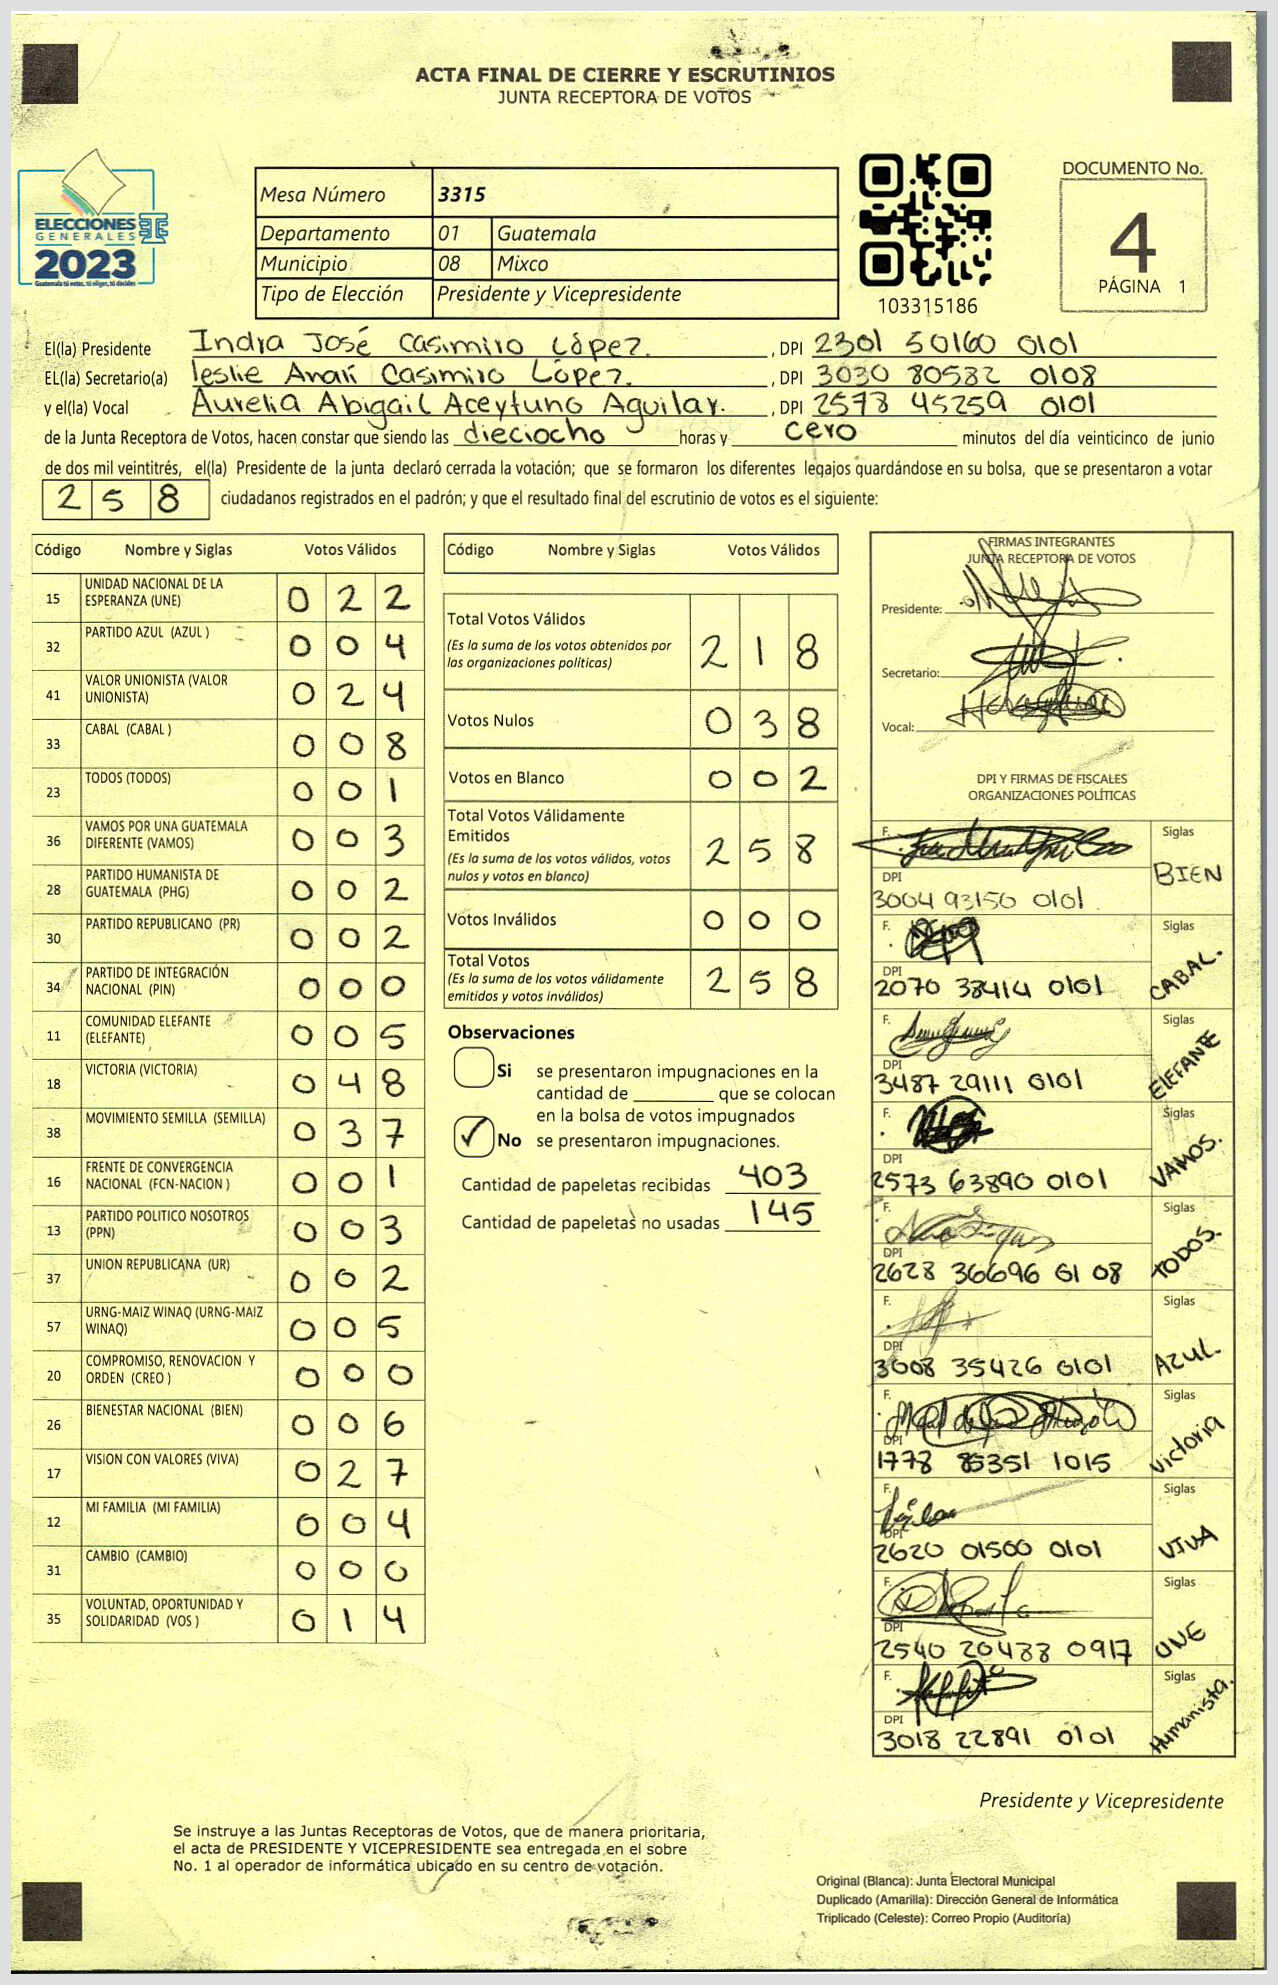 ACTA FINAL DE CIERRE Y ESCRUTINIOS
JUNTA RECEPTORA DE VOTOS
ELECCIONES
GENERALES
2023
Guatemala tú votas, tú eliges, tú decides
Mesa Número 3315
Departamento 01 Guatemala
Municipio 08 Mixco
Tipo de Elección Presidente y Vicepresidente
103315186
DOCUMENTO No.
4
PÁGINA 1
El(la) Presidente Indra José Casimiro López. , DPI 2301 50160 0101
EL(la) Secretario(a) leslie Analí Casimiro López. , DPI 3030 80582 0108
y el(la) Vocal Aurelia Abigail Aceytuno Aguilar. , DPI 2578 45259 0101
de la Junta Receptora de Votos, hacen constar que siendo las dieciocho horas y cero minutos del día veinticinco de junio
de dos mil veintitrés, el(la) Presidente de la junta declaró cerrada la votación; que se formaron los diferentes legajos guardándose en su bolsa, que se presentaron a votar
258 ciudadanos registrados en el padrón; y que el resultado final del escrutinio de votos es el siguiente:
Código Nombre y Siglas Votos Válidos
15 UNIDAD NACIONAL DE LA ESPERANZA (UNE) 0 2 2
32 PARTIDO AZUL (AZUL ) 0 0 4
41 VALOR UNIONISTA (VALOR UNIONISTA) 0 2 4
33 CABAL (CABAL ) 0 0 8
23 TODOS (TODOS) 0 0 1
36 VAMOS POR UNA GUATEMALA DIFERENTE (VAMOS) 0 0 3
28 PARTIDO HUMANISTA DE GUATEMALA (PHG) 0 0 2
30 PARTIDO REPUBLICANO (PR) 0 0 2
34 PARTIDO DE INTEGRACIÓN NACIONAL (PIN) 0 0 0
11 COMUNIDAD ELEFANTE (ELEFANTE) 0 0 5
18 VICTORIA (VICTORIA) 0 4 8
38 MOVIMIENTO SEMILLA (SEMILLA) 0 3 7
16 FRENTE DE CONVERGENCIA NACIONAL (FCN-NACION ) 0 0 1
13 PARTIDO POLITICO NOSOTROS (PPN) 0 0 3
37 UNION REPUBLICANA (UR) 0 0 2
57 URNG-MAIZ WINAQ (URNG-MAIZ WINAQ) 0 0 5
20 COMPROMISO, RENOVACION Y ORDEN (CREO ) 0 0 0
26 BIENESTAR NACIONAL (BIEN) 0 0 6
17 VISION CON VALORES (VIVA) 0 2 7
12 MI FAMILIA (MI FAMILIA) 0 0 4
31 CAMBIO (CAMBIO) 0 0 0
35 VOLUNTAD, OPORTUNIDAD Y SOLIDARIDAD (VOS ) 0 1 4
Código Nombre y Siglas Votos Válidos
Total Votos Válidos 2 1 8
(Es la suma de los votos obtenidos por
las organizaciones políticas)
Votos Nulos 0 3 8
Votos en Blanco 0 0 2
Total Votos Válidamente
Emitidos 2 5 8
(Es la suma de los votos válidos, votos
nulos y votos en blanco)
Votos Inválidos 0 0 0
Total Votos 2 5 8
(Es la suma de los votos válidamente
emitidos y votos inválidos)
Observaciones
Si se presentaron impugnaciones en la
cantidad de ________ que se colocan
en la bolsa de votos impugnados
✓ No se presentaron impugnaciones.
Cantidad de papeletas recibidas 403
Cantidad de papeletas no usadas 145
FIRMAS INTEGRANTES
JUNTA RECEPTORA DE VOTOS
Presidente:
Secretario:
Vocal:
DPI Y FIRMAS DE FISCALES
ORGANIZACIONES POLÍTICAS
F. Siglas
DPI BIEN
3004 93150 0101
F. Siglas
DPI CABAL.
2070 38414 0101
F. Siglas
DPI ELEFANTE
3487 29111 0101
F. Siglas
DPI VAMOS.
2573 63890 0101
F. Siglas
DPI TODOS.
2628 36696 01 08
F. Siglas
DPI AZUL.
3008 35426 0101
F. Siglas
DPI Victoria
1778 85351 1015
F. Siglas
DPI VIVA
2620 01500 0101
F. Siglas
DPI UNE
2540 20488 0917
F. Siglas
DPI Humanista.
3018 22891 0101
Presidente y Vicepresidente
Se instruye a las Juntas Receptoras de Votos, que de manera prioritaria,
el acta de PRESIDENTE Y VICEPRESIDENTE sea entregada en el sobre
No. 1 al operador de informática ubicado en su centro de votación.
Original (Blanca): Junta Electoral Municipal
Duplicado (Amarilla): Dirección General de Informática
Triplicado (Celeste): Correo Propio (Auditoría)